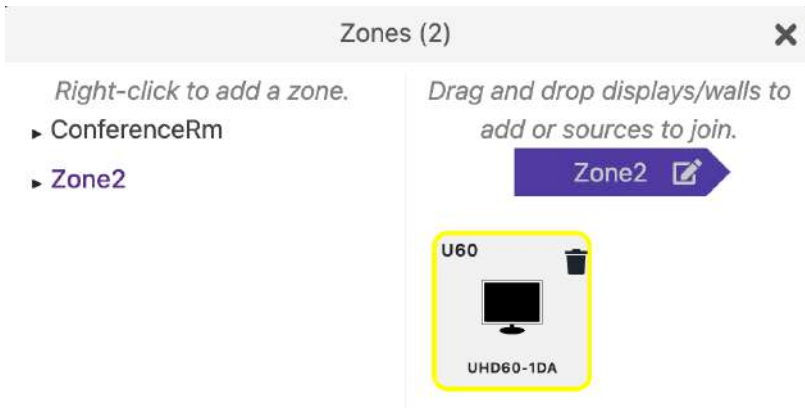 Zones (2)
Right-click to add a zone.
ConferenceRm
Zone2
Drag and drop displays/walls to
add or sources to join.
Zone2
U60
UHD60-1DA